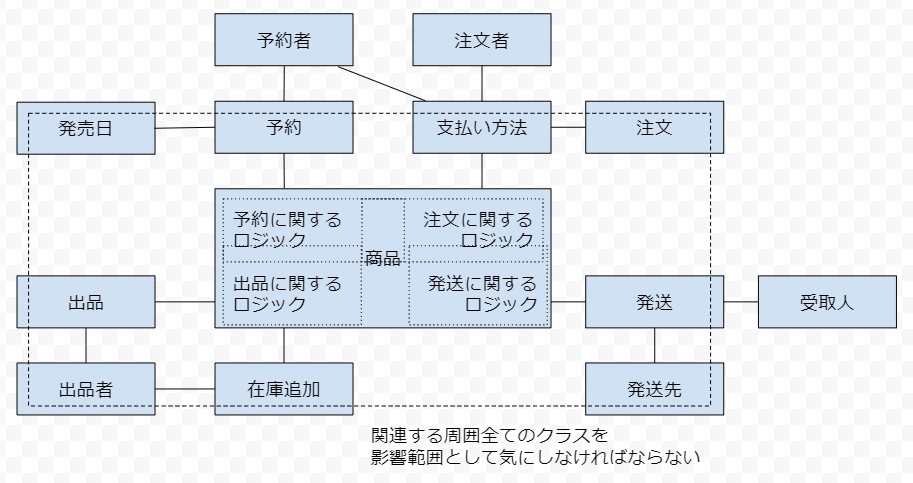 予約者
注文者
発売日
予約
支払い方法
注文
予約に関する
ロジック
注文に関する
ロジック
商品
出品に関する
ロジック
発送に関する
ロジック
出品
発送
受取人
出品者
在庫追加
発送先
関連する周囲全てのクラスを
影響範囲として気にしなければならない